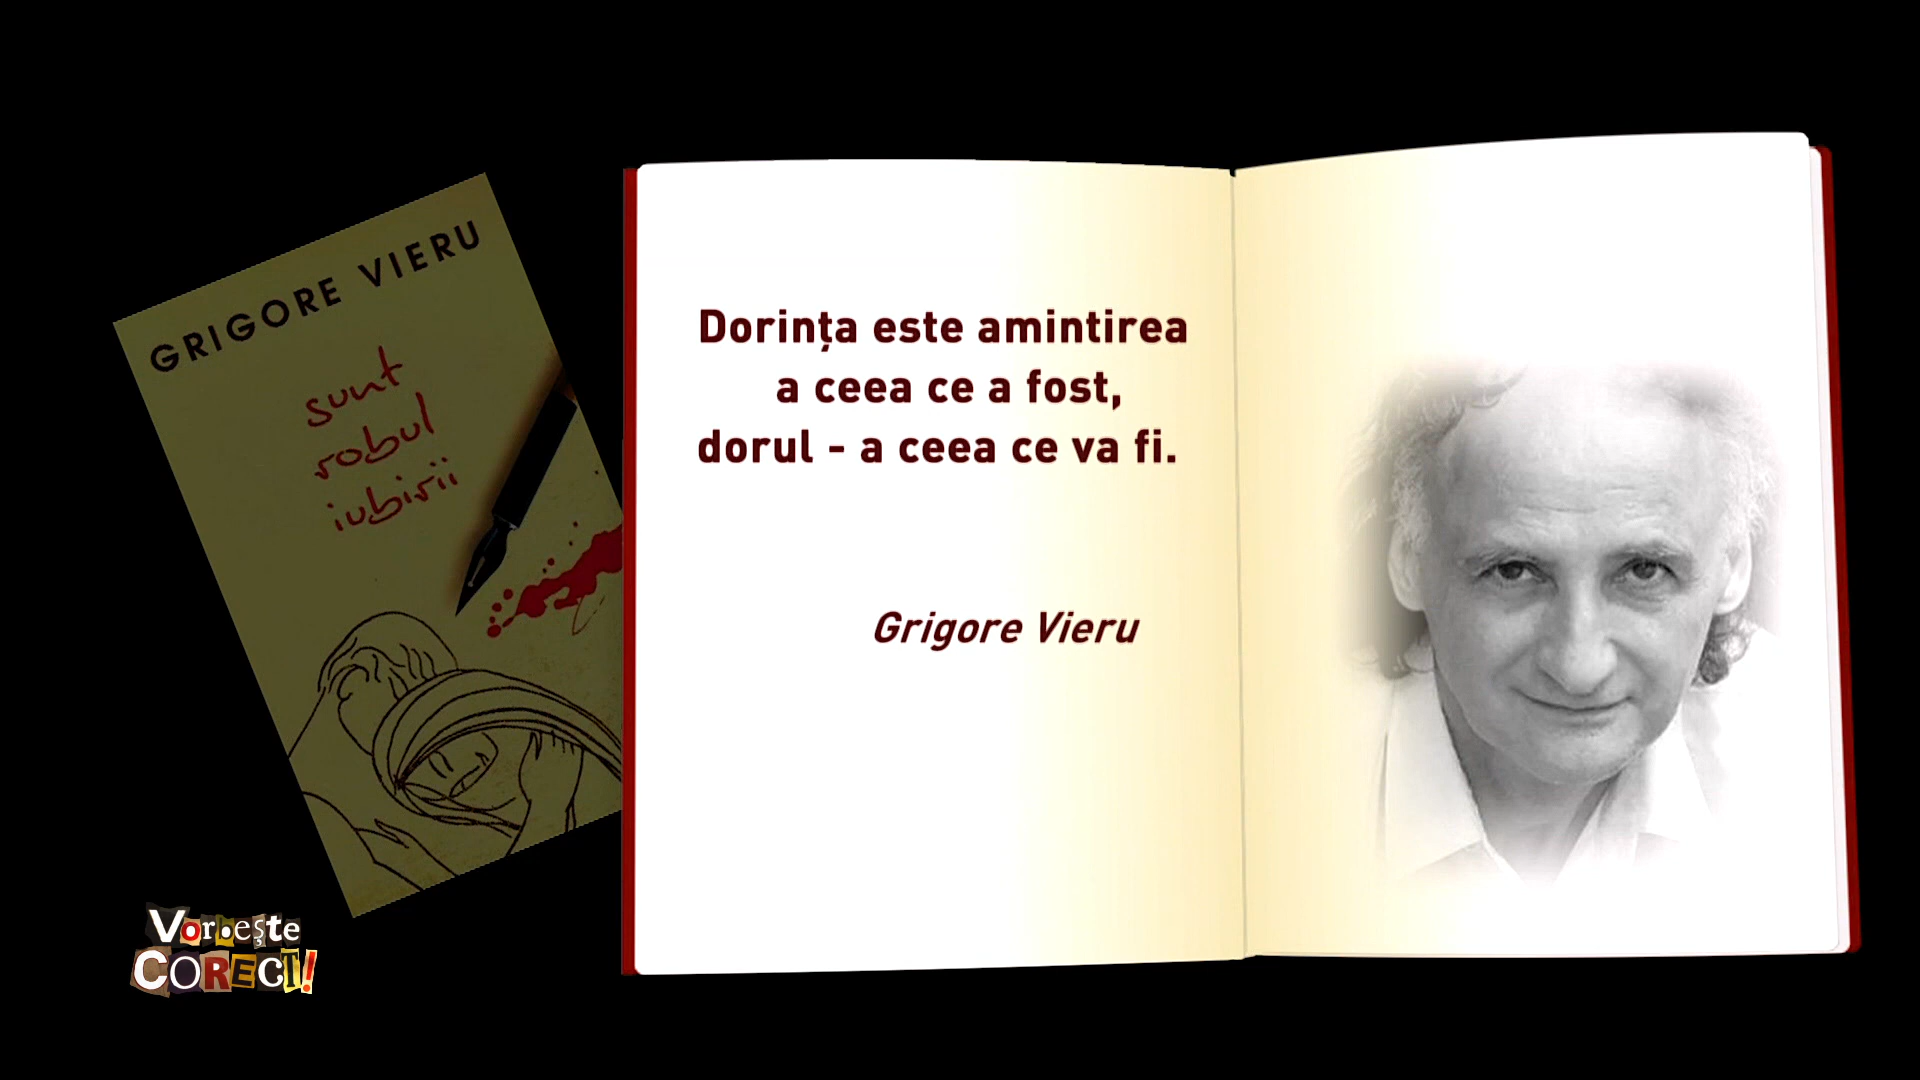 GRIGORE VIERU
sunt
robul
iubirii
Dorința este amintirea
a ceea ce a fost,
dorul - a ceea ce va fi.
Grigore Vieru
Vorbește
CORECT!